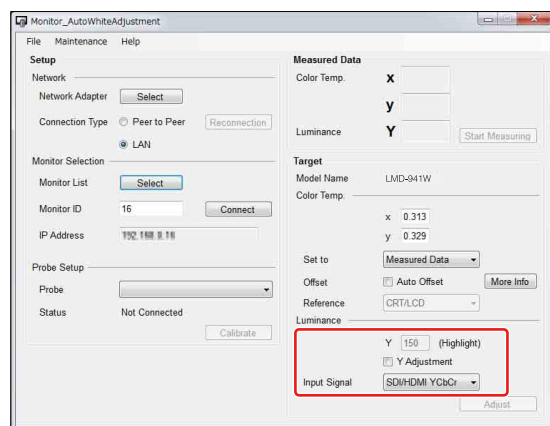 Monitor_AutoWhiteAdjustment
File Maintenance Help
Setup
Network
Network Adapter Select
Connection Type Peer to Peer Reconnection
LAN
Monitor Selection
Monitor List Select
Monitor ID 16 Connect
IP Address
Probe Setup
Probe
Status Not Connected
Calibrate
Measured Data
Color Temp. x
y
Luminance Y Start Measuring
Target
Model Name LMD-941W
Color Temp.
x 0.313
y 0.329
Set to Measured Data
Offset Auto Offset More Info
Reference CRT/LCD
Luminance
Y 150 (Highlight)
Y Adjustment
Input Signal SDI/HDMI YCbCr
Adjust